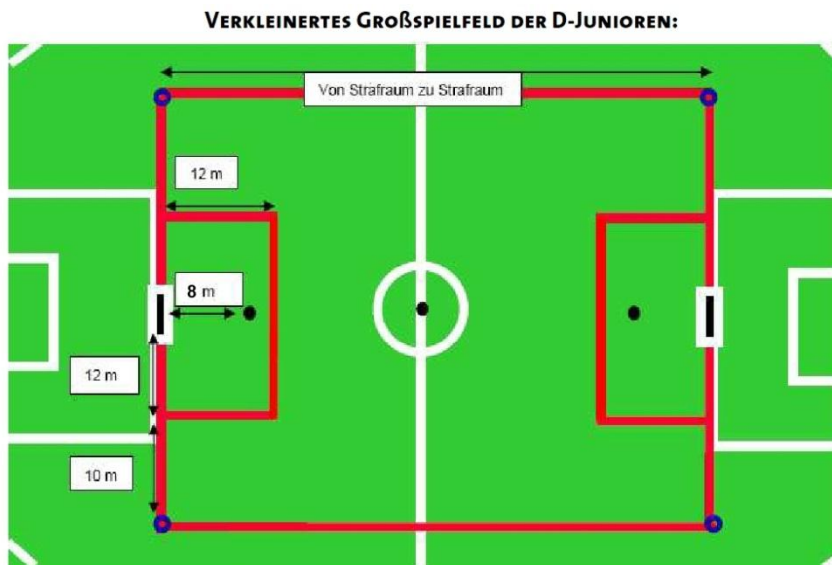 VERKLEINERTES GROßSPIELFELD DER D-JUNIOREN:
Von Strafraum zu Strafraum
12 m
8 m
12 m
10 m